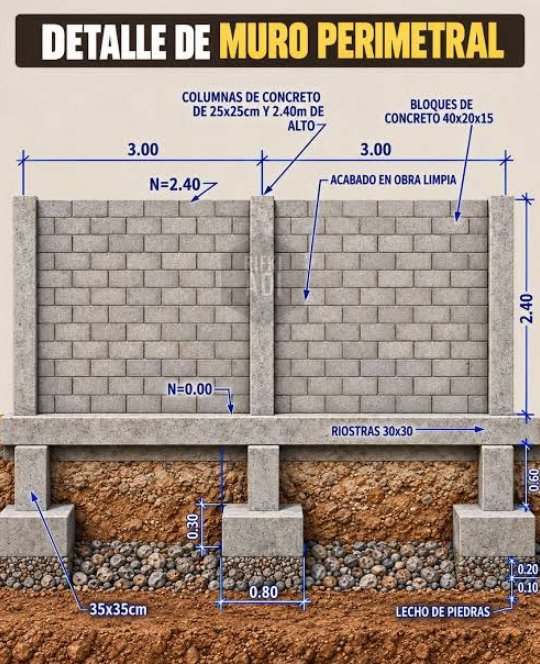 DETALLE DE MURO PERIMETRAL
COLUMNAS DE CONCRETO
DE 25x25cm Y 2.40m DE
ALTO
BLOQUES DE
CONCRETO 40x20x15
3.00
3.00
N=2.40
ACABADO EN OBRA LIMPIA
2.40
N=0.00
RIOSTRAS 30x30
0.60
0.30
0.20
0.10
0.80
35x35cm
LECHO DE PIEDRAS